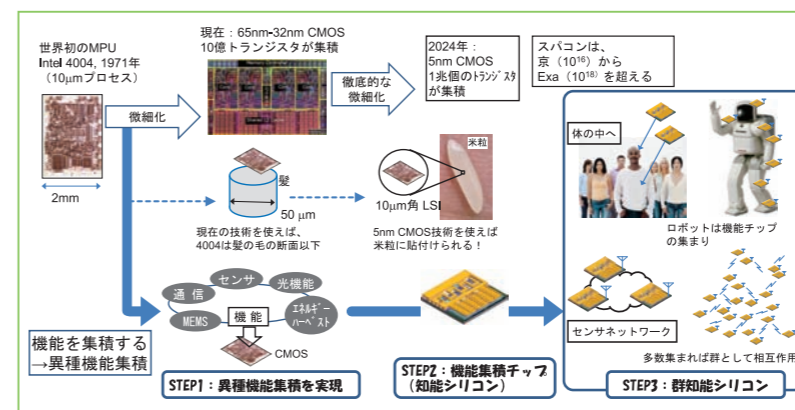 世界初のMPU
Intel 4004, 1971年
（10μmプロセス）
2mm
微細化
現在：65nm-32nm CMOS
10億トランジスタが集積
徹底的な
微細化
2024年：
5nm CMOS
1兆個のトランジスタ
が集積
スパコンは、
京（10¹⁶）から
Exa（10¹⁸）を超える
髪
50 μm
現在の技術を使えば、
4004は髪の毛の断面以下
米粒
10μm角 LSI
5nm CMOS技術を使えば
米粒に貼付けられる！
体の中へ
ロボットは機能チップ
の集まり
センサネットワーク
多数集まれば群として相互作用
機能を集積する
→異種機能集積
通信
センサ
光機能
MEMS
機能
エネルギー
ハーベスト
CMOS
STEP1：異種機能集積を実現
STEP2：機能集積チップ
（知能シリコン）
STEP3：群知能シリコン